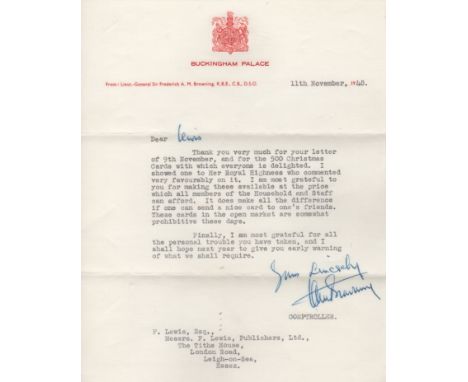 BUCKINGHAM PALACE
From: Lieut.-General Sir Frederick A. M. Browning, K.B.E., C.B., D.S.O.
11th November, 1948.
Dear Lewis
Thank you very much for your letter
of 9th November, and for the 500 Christmas
Cards with which everyone is delighted. I
showed one to Her Royal Highness who commented
very favourably on it. I am most grateful to
you for making these available at the price
which all members of the Household and Staff
can afford. It does make all the difference
if one can send a nice card to one's friends.
These cards in the open market are somewhat
prohibitive these days.
Finally, I am most grateful for all
the personal trouble you have taken, and I
shall hope next year to give you early warning
of what we shall require.
Yours sincerely
Browning
COMPTROLLER.
F. Lewis, Esq.,
Messrs. F. Lewis, Publishers, Ltd.,
The Tithe House,
London Road,
Leigh-on-Sea,
Essex.